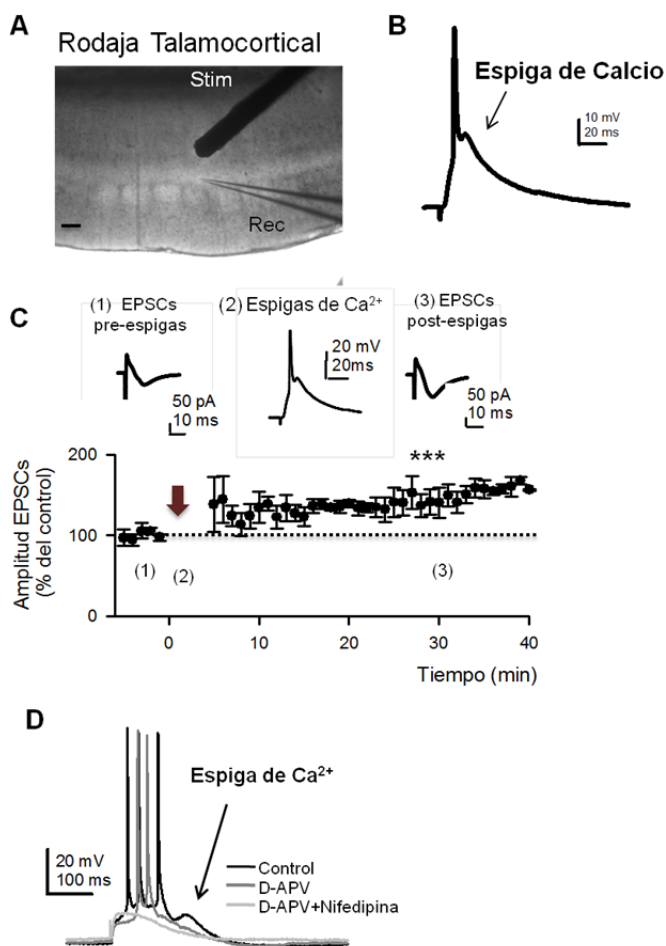 A
Rodaja Talamocortical
Stim
Rec
B
Espiga de Calcio
10 mV
20 ms
C
(1) EPSCs
pre-espigas
50 pA
10 ms
(2) Espigas de Ca²⁺
20 mV
20ms
(3) EPSCs
post-espigas
50 pA
10 ms
Amplitud EPSCs
(% del control)
200
100
0
***
(1)
(2)
(3)
0
10
20
30
40
Tiempo (min)
D
Espiga de Ca²⁺
20 mV
100 ms
Control
D-APV
D-APV+Nifedipina